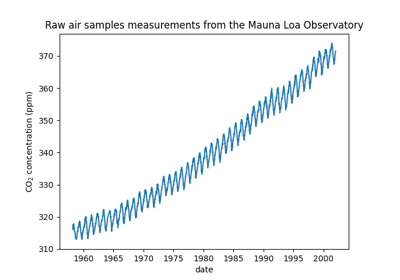 Raw air samples measurements from the Mauna Loa Observatory
370
360
350
340
330
320
310
CO₂ concentration (ppm)
1960 1965 1970 1975 1980 1985 1990 1995 2000
date